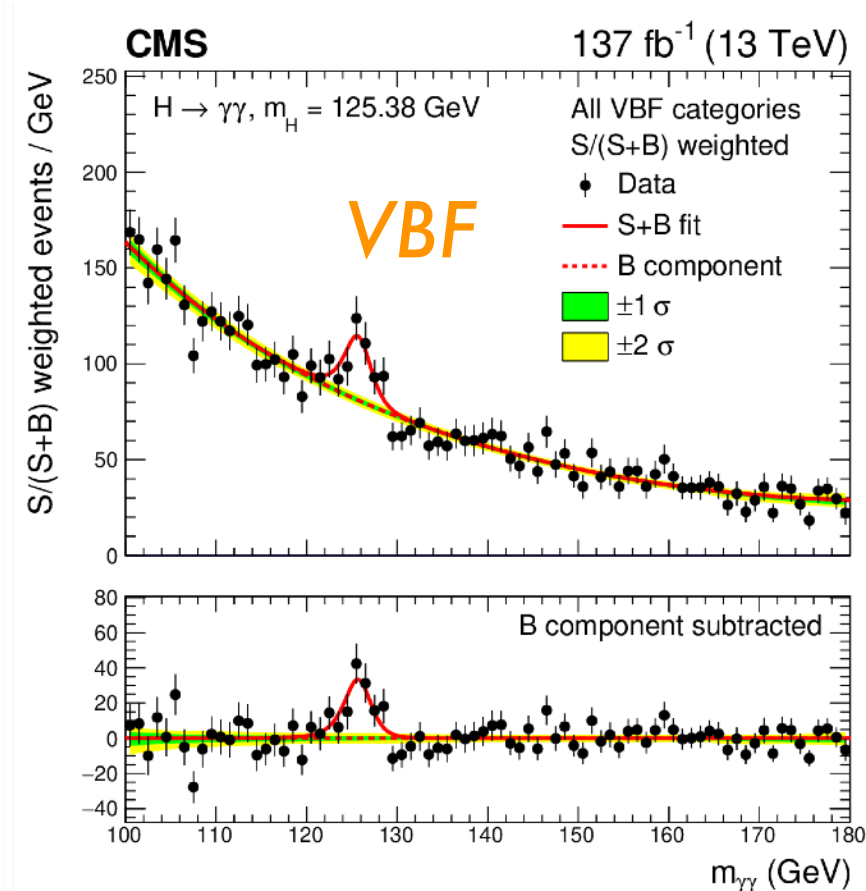 CMS 137 fb⁻¹ (13 TeV)
250
200
150
100
50
0
S/(S+B) weighted events / GeV
H → γγ, m_H = 125.38 GeV
VBF
All VBF categories
S/(S+B) weighted
Data
S+B fit
B component
±1 σ
±2 σ
80
60
40
20
0
−20
−40
B component subtracted
100 110 120 130 140 150 160 170 180
m_γγ (GeV)